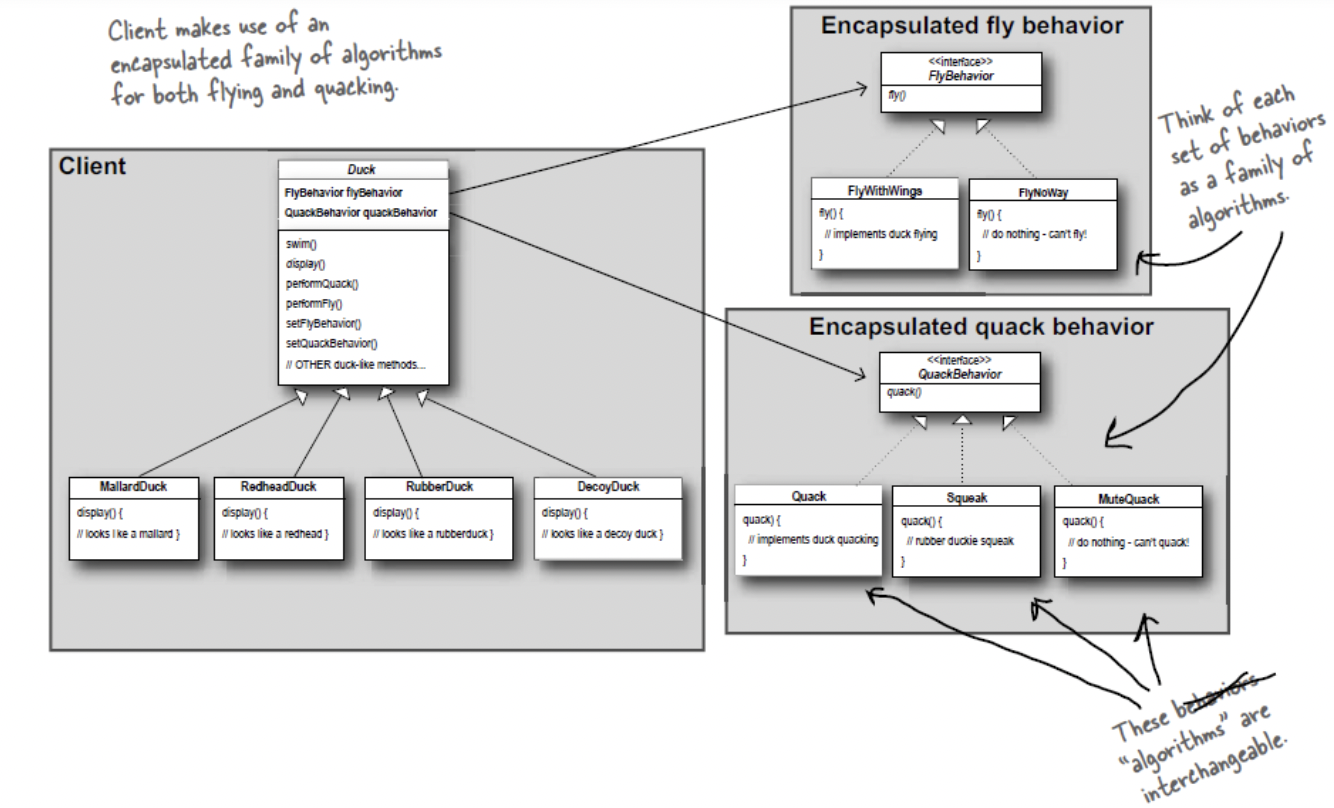 Client makes use of an
encapsulated family of algorithms
for both flying and quacking.
Client
Duck
FlyBehavior flyBehavior
QuackBehavior quackBehavior
swim()
display()
performQuack()
performFly()
setFlyBehavior()
setQuackBehavior()
// OTHER duck-like methods...
MallardDuck
display() {
// looks like a mallard }
RedheadDuck
display() {
// looks like a redhead }
RubberDuck
display() {
// looks like a rubberduck }
DecoyDuck
display() {
// looks like a decoy duck }
Encapsulated fly behavior
<<interface>>
FlyBehavior
fly()
FlyWithWings
fly() {
// implements duck flying
}
FlyNoWay
fly() {
// do nothing - can't fly!
}
Think of each
set of behaviors
as a family of
algorithms.
Encapsulated quack behavior
<<interface>>
QuackBehavior
quack()
Quack
quack) {
// implements duck quacking
}
Squeak
quack() {
// rubber duckie squeak
}
MuteQuack
quack() {
// do nothing - can't quack!
}
These behaviors
"algorithms" are
interchangeable.